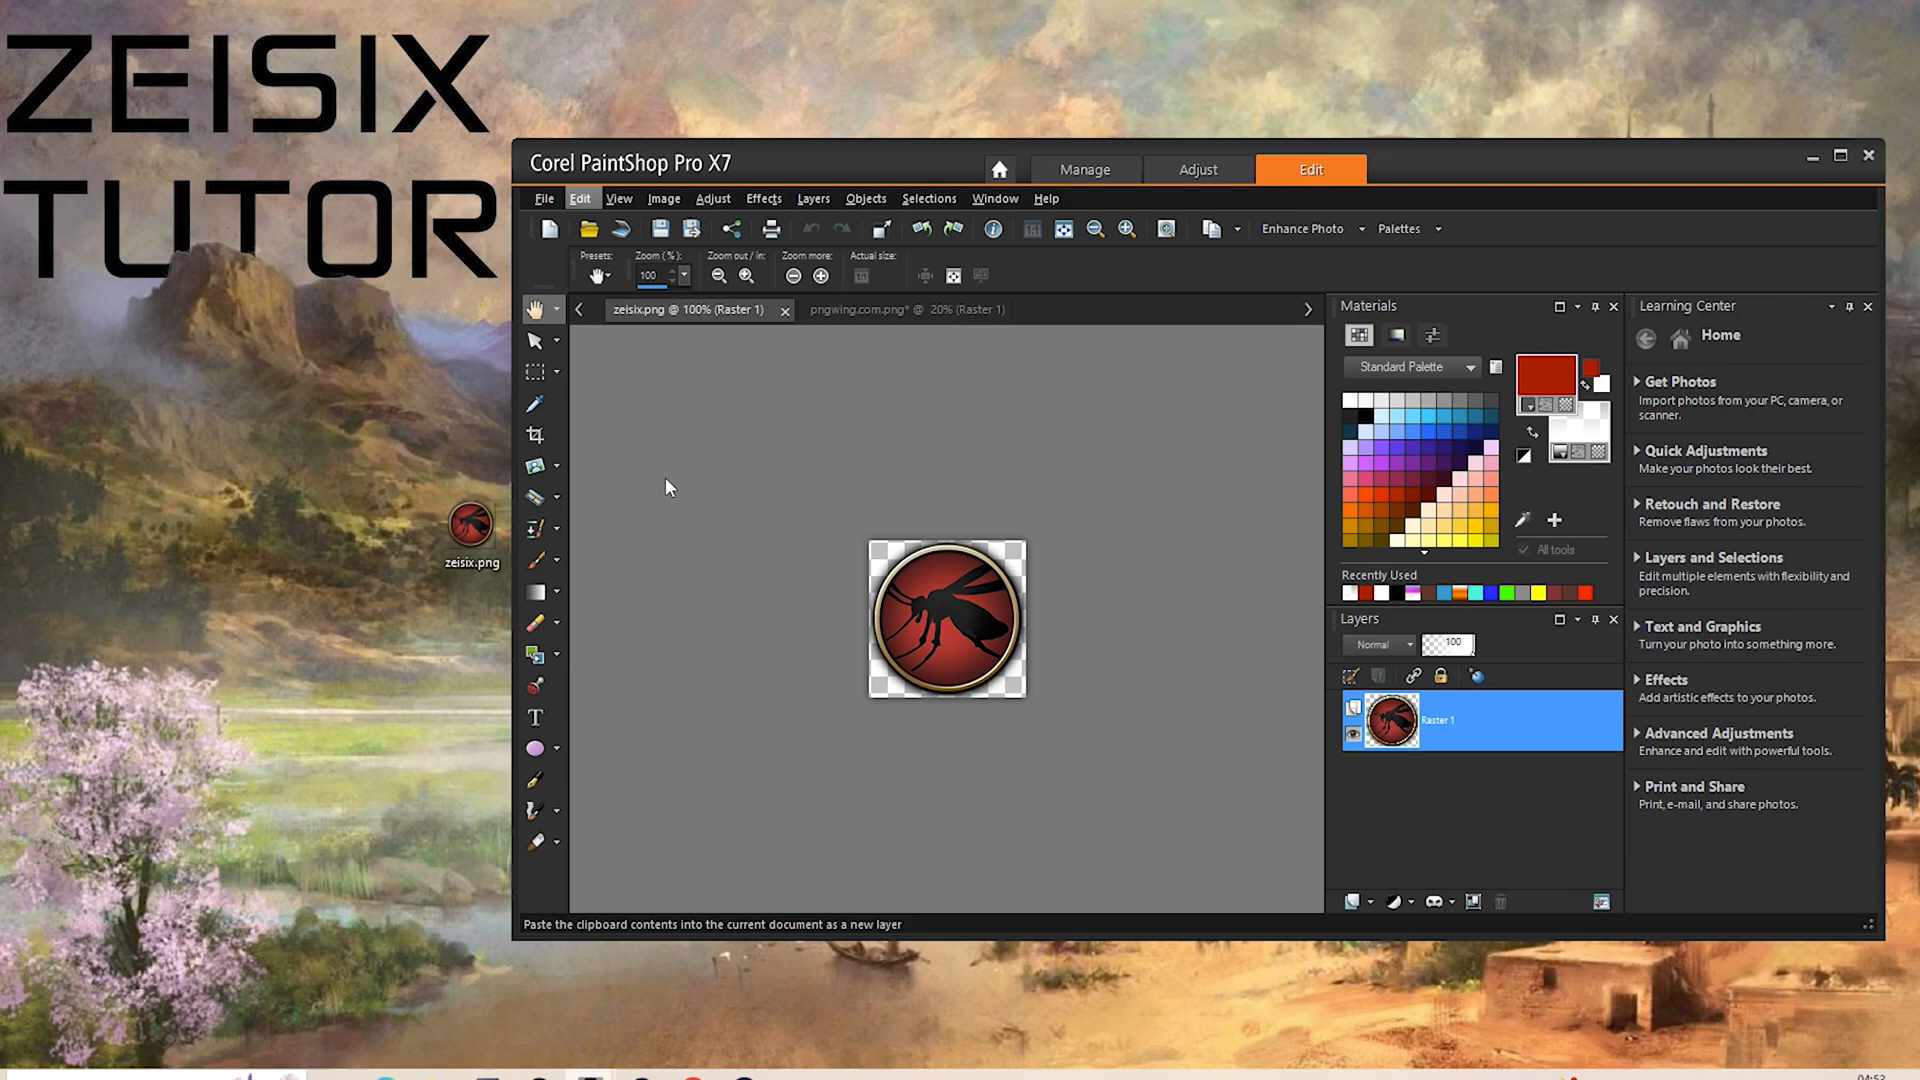 ZEISIX
TUTOR
zeisix.png
Corel PaintShop Pro X7
Manage
Adjust
Edit
File
Edit
View
Image
Adjust
Effects
Layers
Objects
Selections
Window
Help
Enhance Photo
Palettes
Presets:
Zoom (%):
100
Zoom out / in:
Zoom more:
Actual size:
zeisix.png @ 100% (Raster 1)
pngwing.com.png* @ 20% (Raster 1)
Materials
Standard Palette
All tools
Recently Used
Layers
Normal
100
Raster 1
Learning Center
Home
Get Photos
Import photos from your PC, camera, or
scanner.
Quick Adjustments
Make your photos look their best.
Retouch and Restore
Remove flaws from your photos.
Layers and Selections
Edit multiple elements with flexibility and
precision.
Text and Graphics
Turn your photo into something more.
Effects
Add artistic effects to your photos.
Advanced Adjustments
Enhance and edit with powerful tools.
Print and Share
Print, e-mail, and share photos.
Paste the clipboard contents into the current document as a new layer